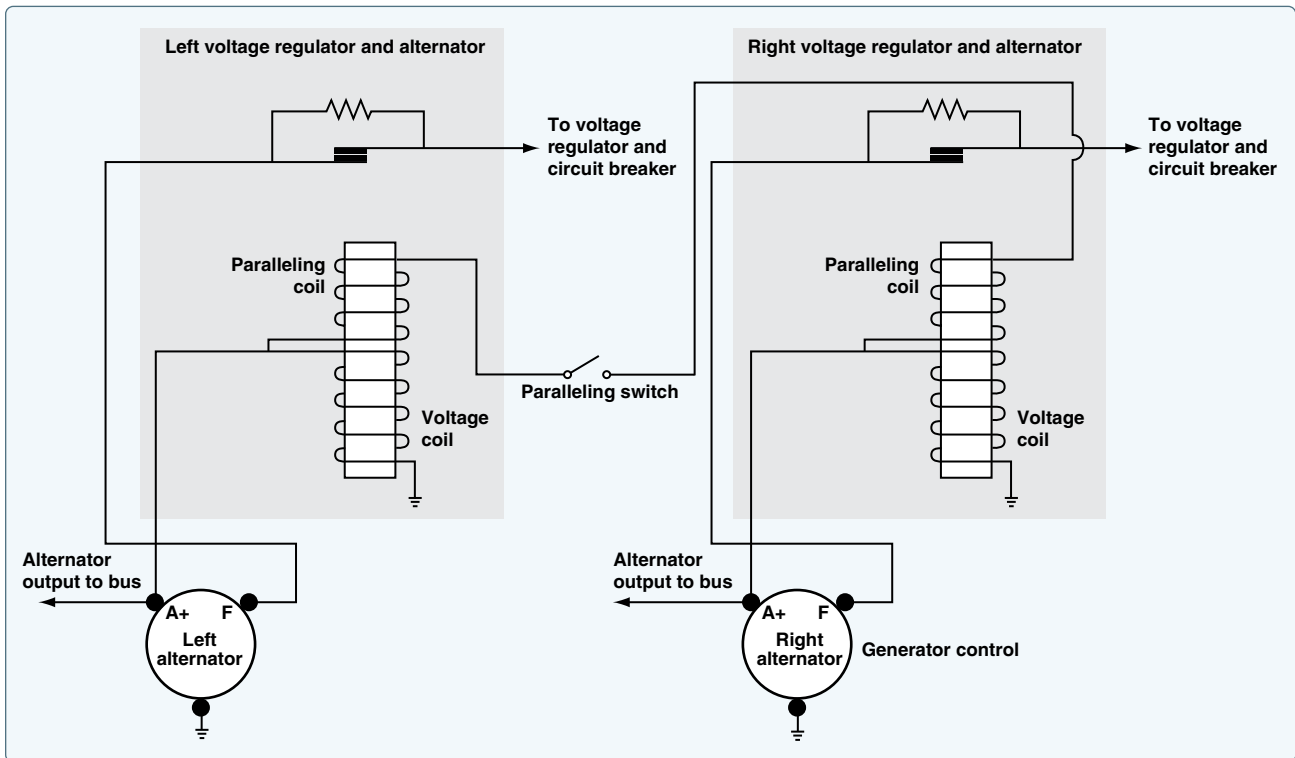 Left voltage regulator and alternator
Right voltage regulator and alternator
To voltage
regulator and
circuit breaker
To voltage
regulator and
circuit breaker
Paralleling
coil
Paralleling
coil
Paralleling switch
Voltage
coil
Voltage
coil
Alternator
output to bus
Alternator
output to bus
A+ F
Left
alternator
A+ F
Right
alternator
Generator control